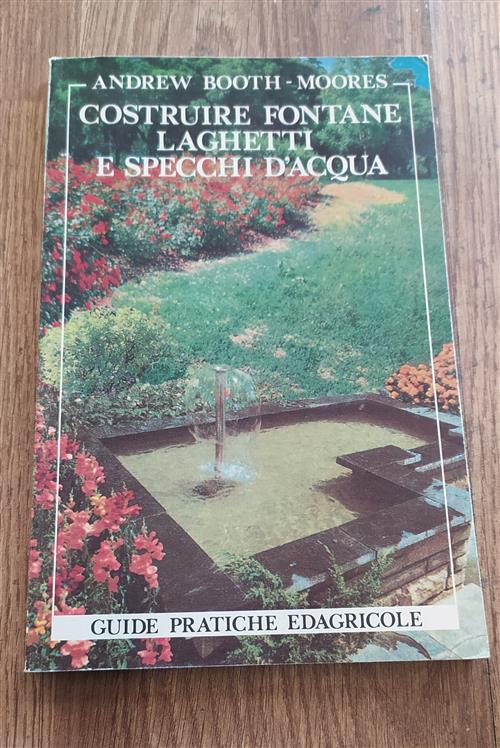 ANDREW BOOTH-MOORES
COSTRUIRE FONTANE
LAGHETTI
E SPECCHI D'ACQUA
GUIDE PRATICHE EDAGRICOLE